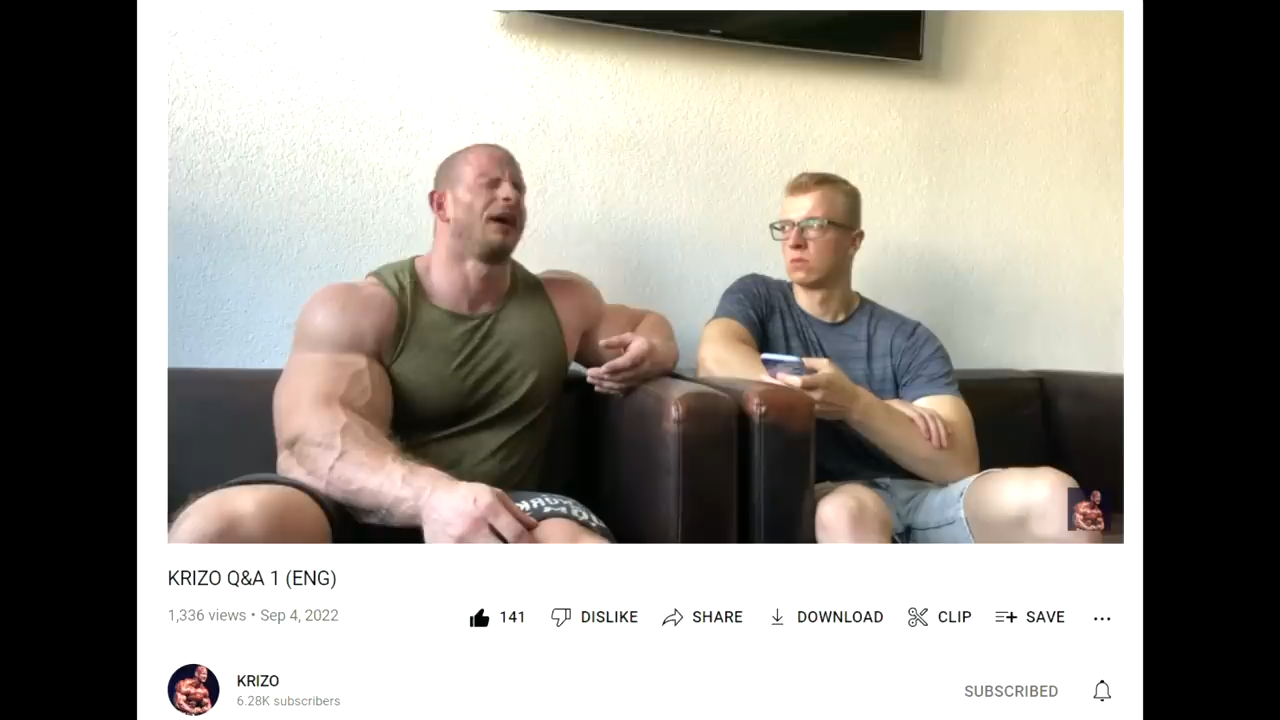 KRIZO Q&A 1 (ENG)
1,336 views • Sep 4, 2022
141
DISLIKE
SHARE
DOWNLOAD
CLIP
SAVE
KRIZO
6.28K subscribers
SUBSCRIBED